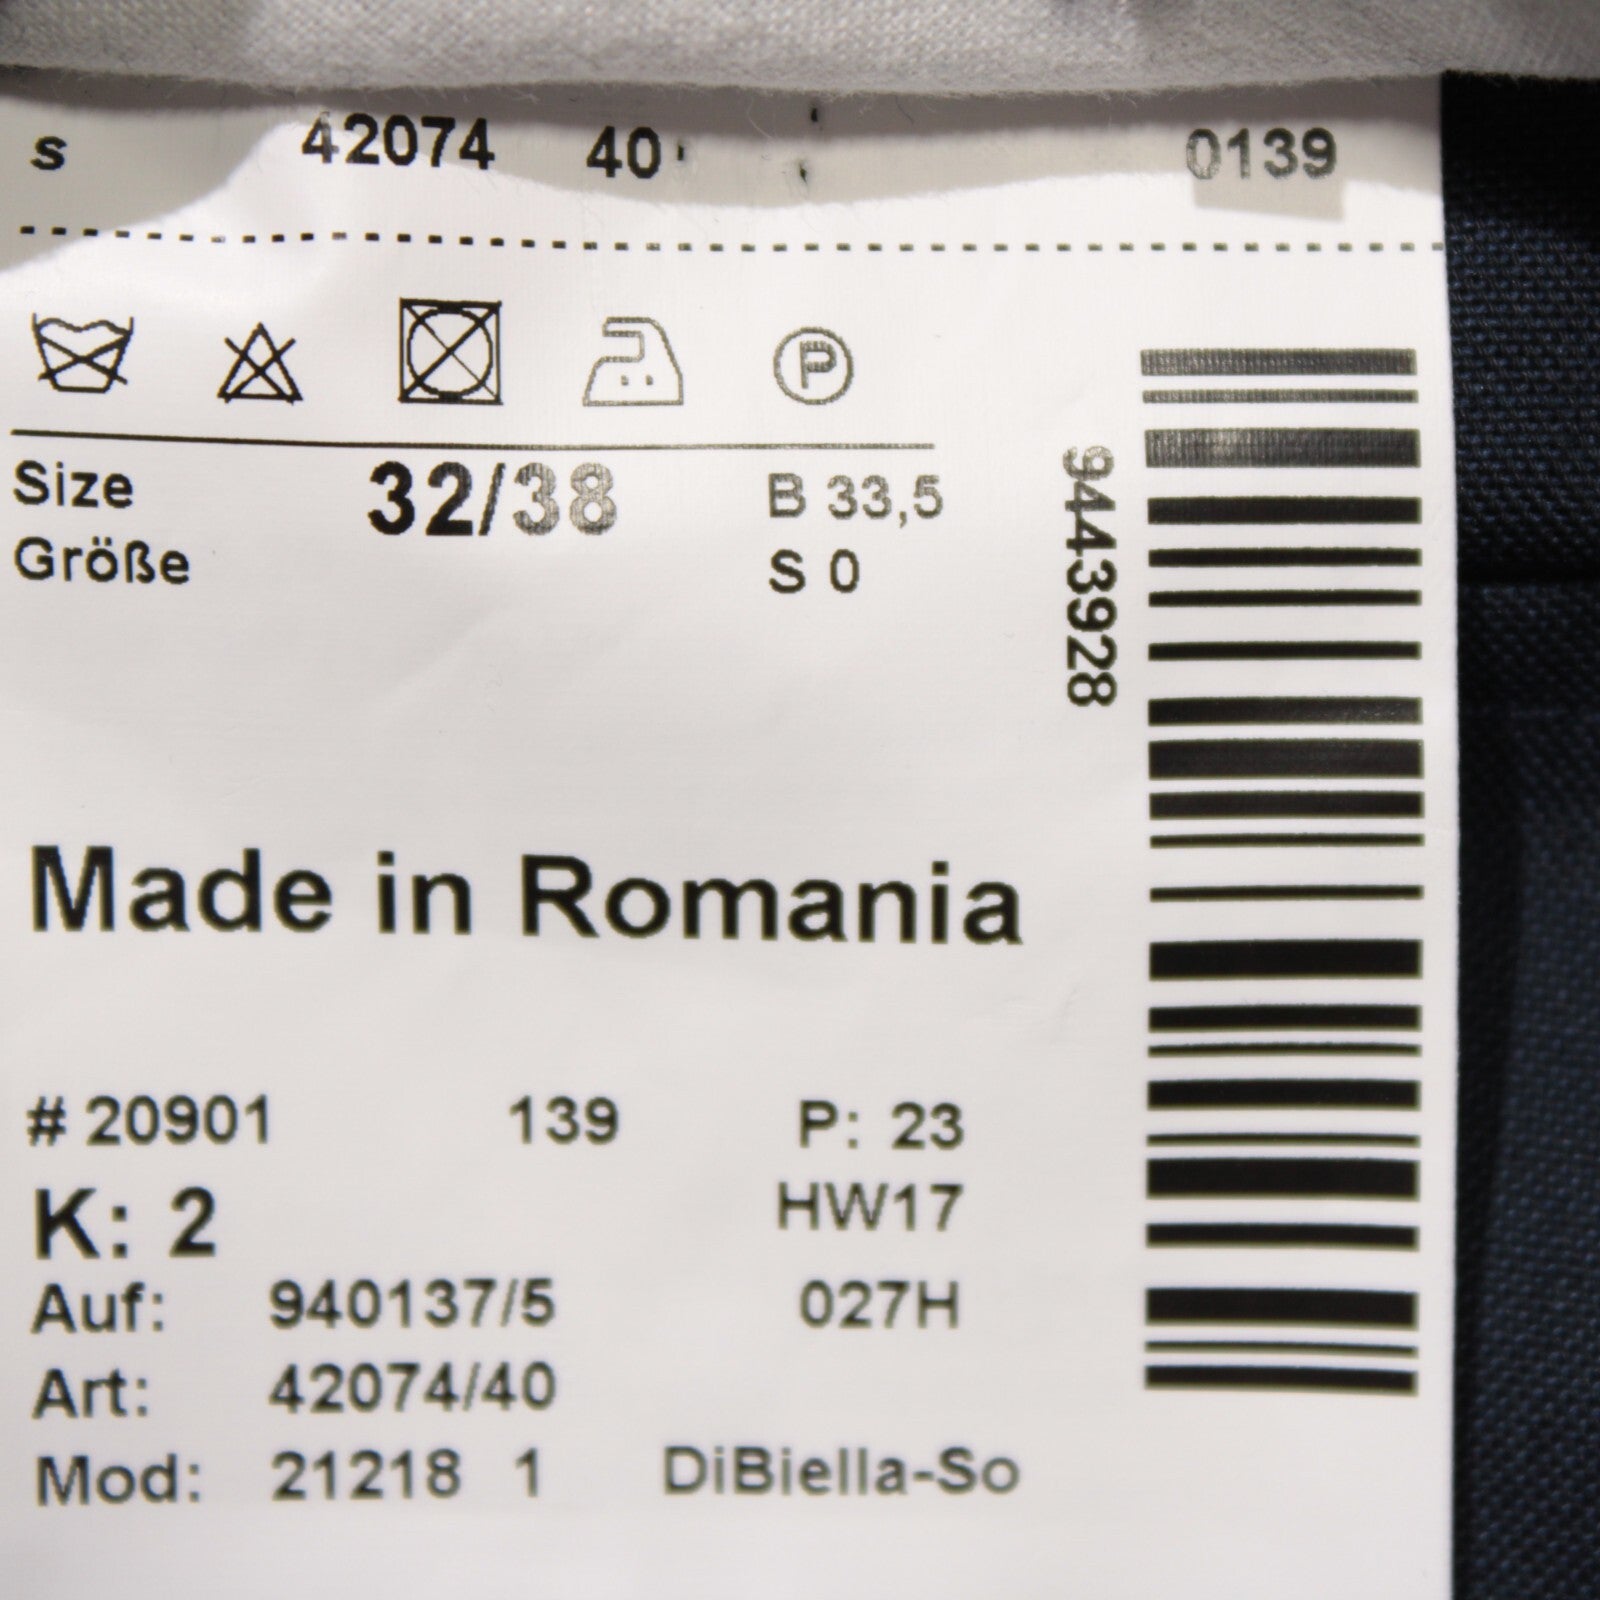 s 42074 40 0139
P
Size 32/38 B 33,5
Größe S 0
9443928
Made in Romania
# 20901 139 P: 23
K: 2 HW17
Auf: 940137/5 027H
Art: 42074/40
Mod: 21218 1 DiBiella-So